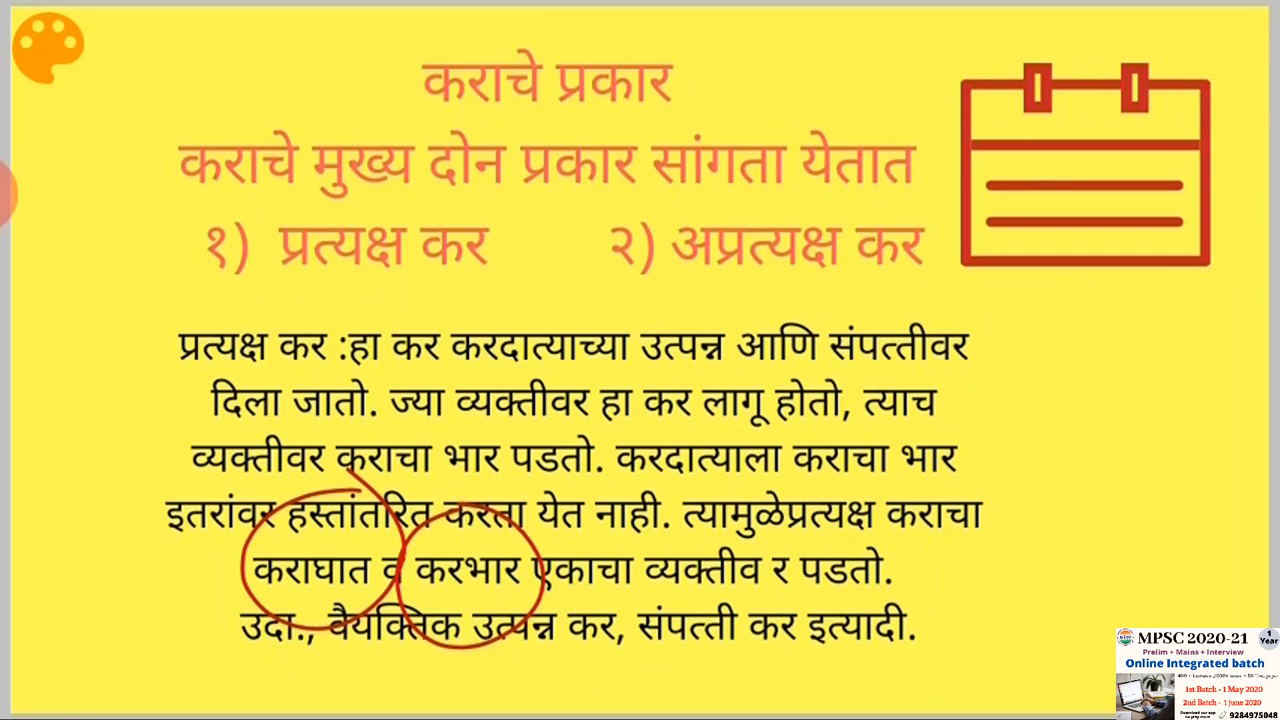 कराचे प्रकार
कराचे मुख्य दोन प्रकार सांगता येतात
१) प्रत्यक्ष कर २) अप्रत्यक्ष कर
प्रत्यक्ष कर :हा कर करदात्याच्या उत्पन्न आणि संपत्तीवर
दिला जातो. ज्या व्यक्तीवर हा कर लागू होतो, त्याच
व्यक्तीवर कराचा भार पडतो. करदात्याला कराचा भार
इतरांवर हस्तांतरित करता येत नाही. त्यामुळेप्रत्यक्ष कराचा
कराघात व करभार एकाचा व्यक्तीव र पडतो.
उदा., वैयक्तिक उत्पन्न कर, संपत्ती कर इत्यादी.
MPSC 2020-21
1 Year
Prelim + Mains + Interview
Online Integrated batch
1st Batch - 1 May 2020
2nd Batch - 1 june 2020
9284975048